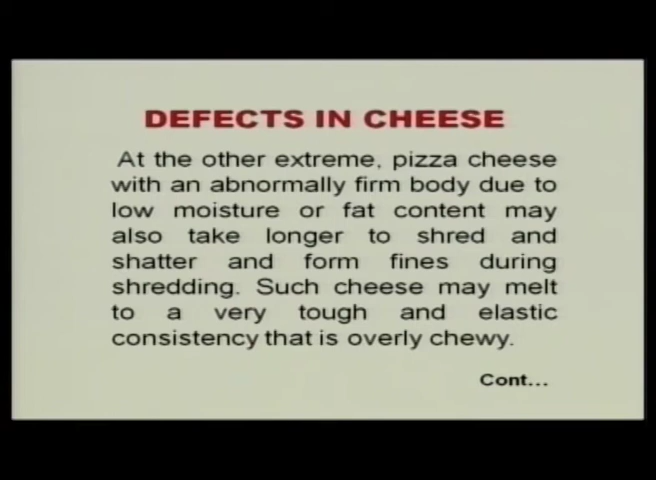 DEFECTS IN CHEESE
At the other extreme, pizza cheese
with an abnormally firm body due to
low moisture or fat content may
also take longer to shred and
shatter and form fines during
shredding. Such cheese may melt
to a very tough and elastic
consistency that is overly chewy.
Cont...